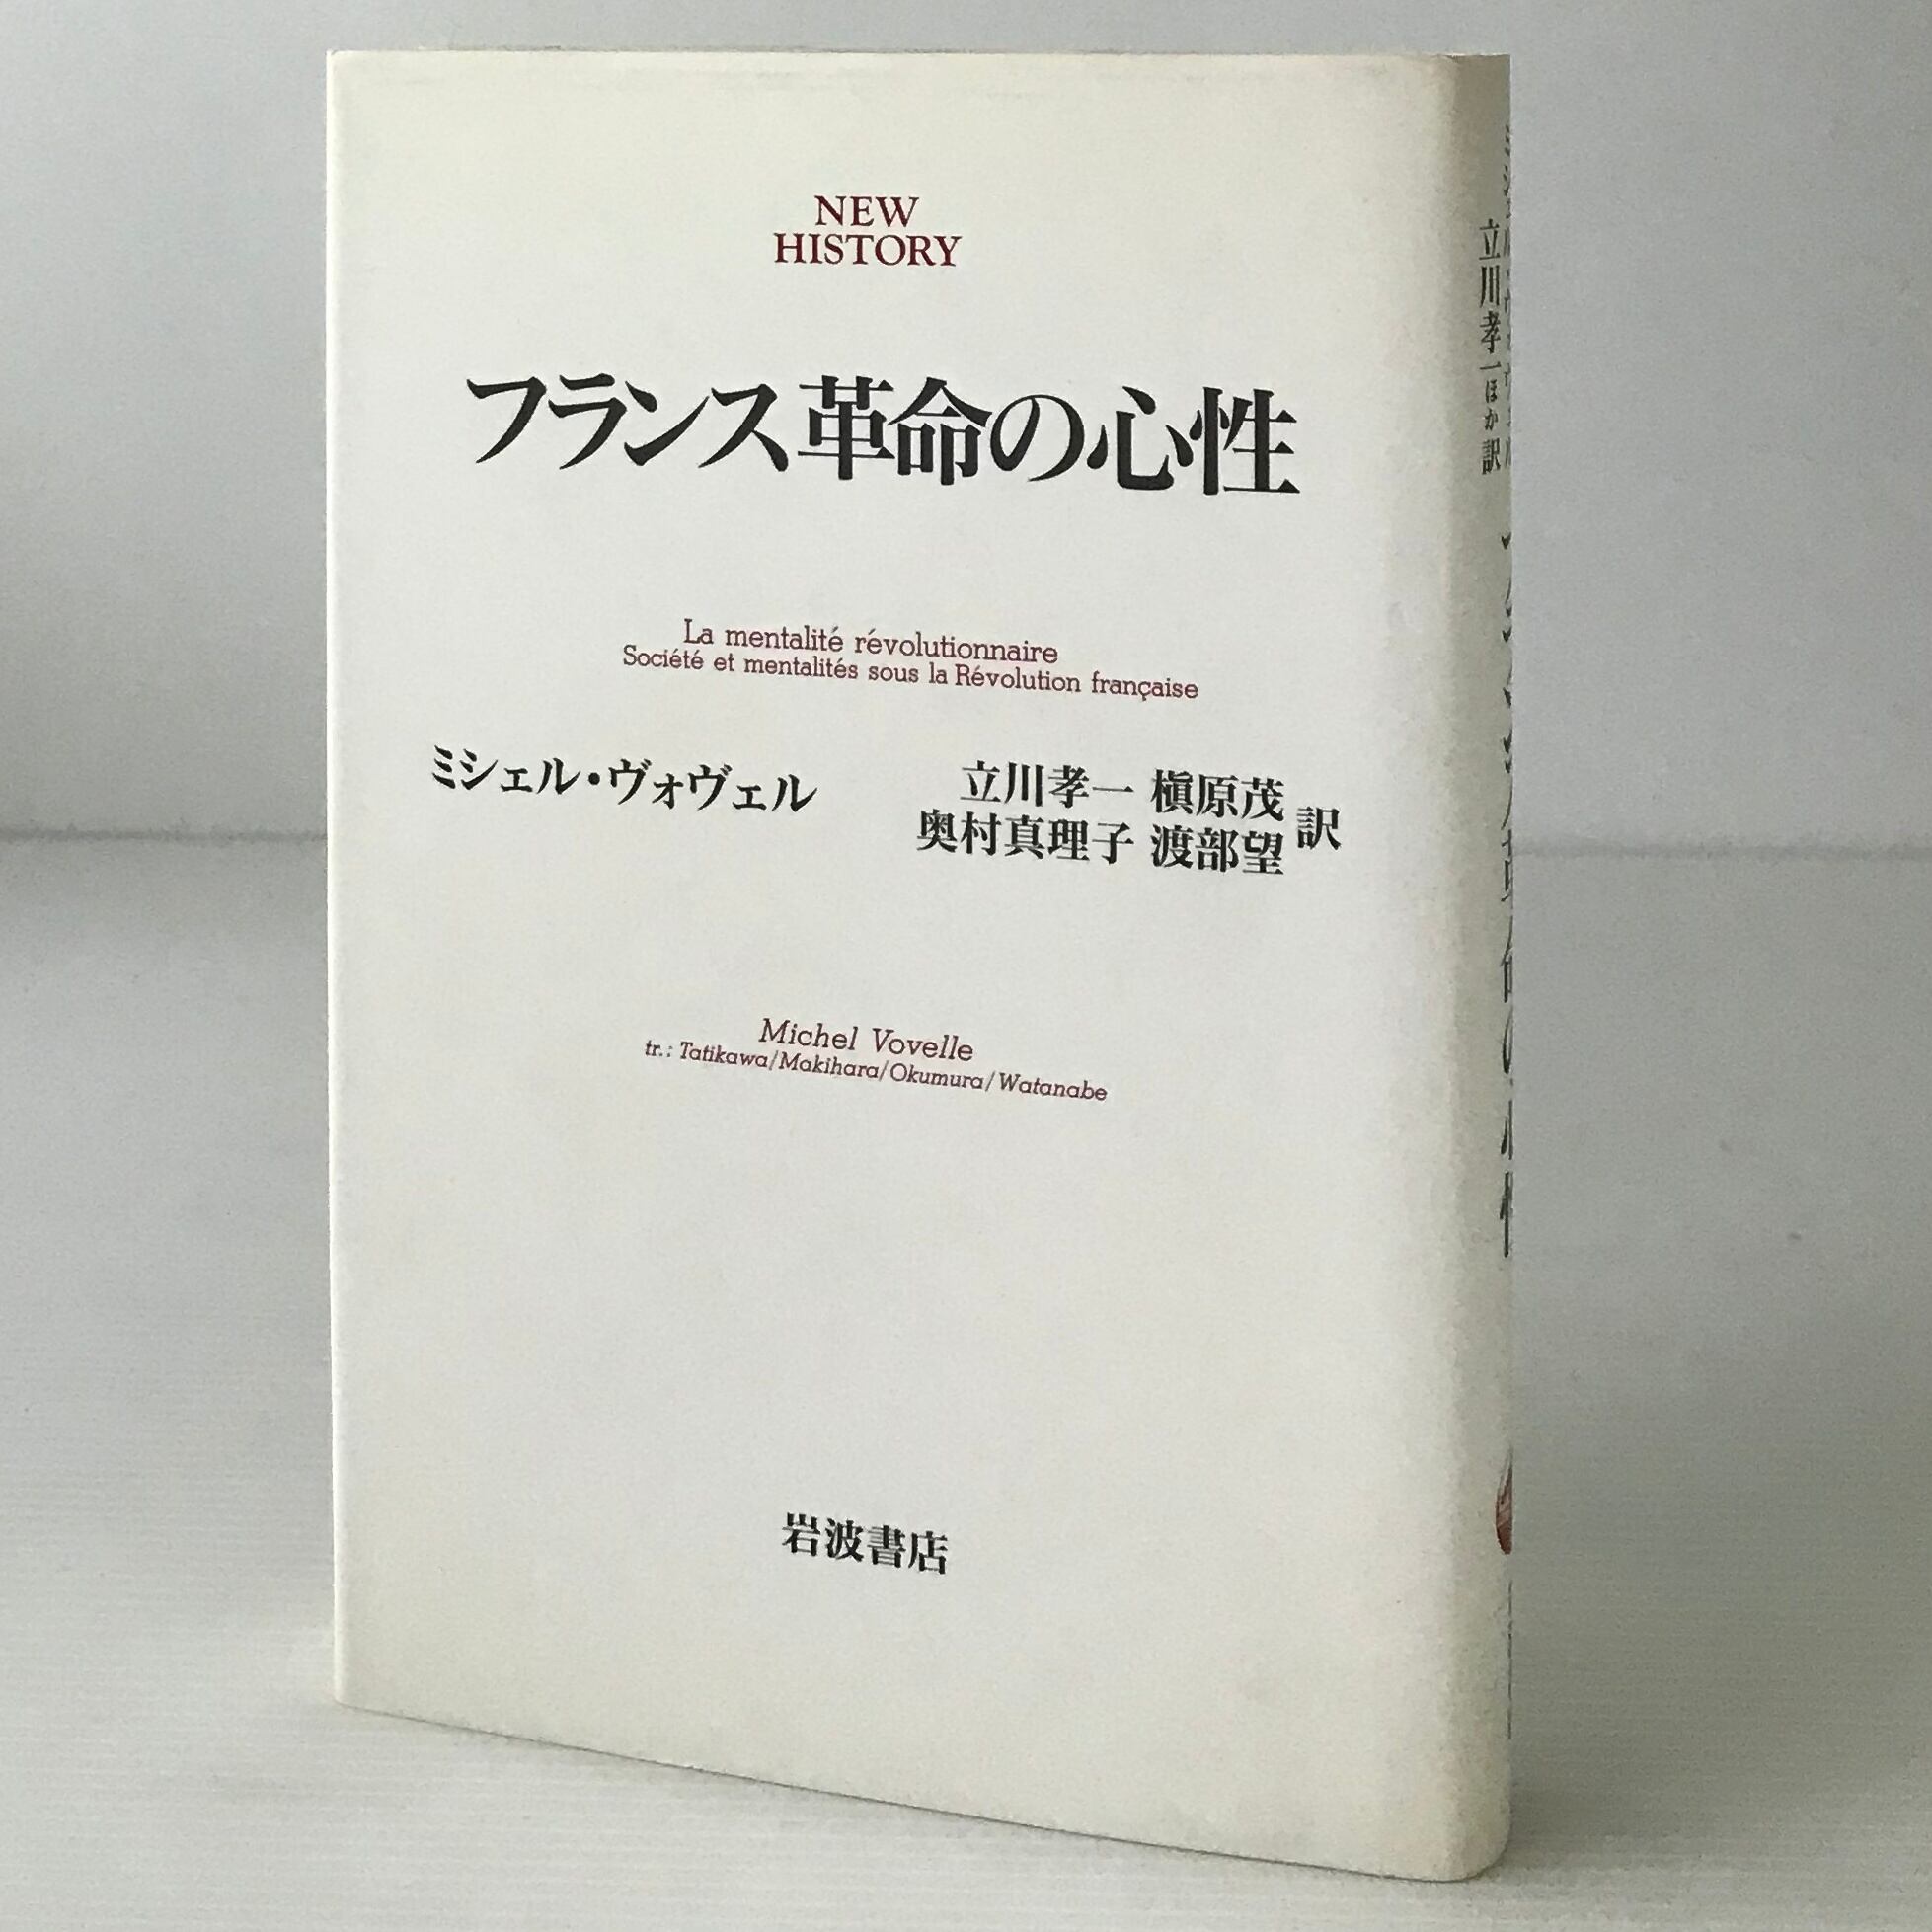 NEW
HISTORY
フランス革命の心性
La mentalité révolutionnaire
Société et mentalités sous la Révolution française
ミシェル・ヴォヴェル
立川孝一 槇原茂
奥村真理子 渡部望 訳
Michel Vovelle
tr.: Tatikawa/Makihara/Okumura/Watanabe
岩波書店
立川孝一ほか訳